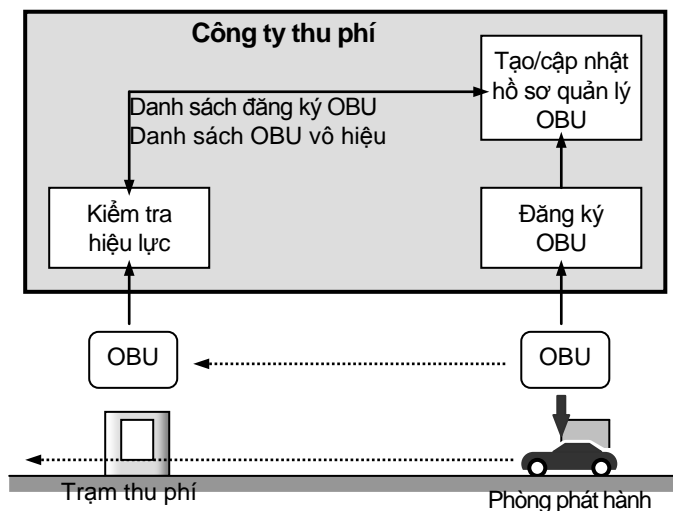 Công ty thu phí
Tạo/cập nhật
hồ sơ quản lý
OBU
Danh sách đăng ký OBU
Danh sách OBU vô hiệu
Kiểm tra
hiệu lực
Đăng ký
OBU
OBU
OBU
Trạm thu phí
Phòng phát hành